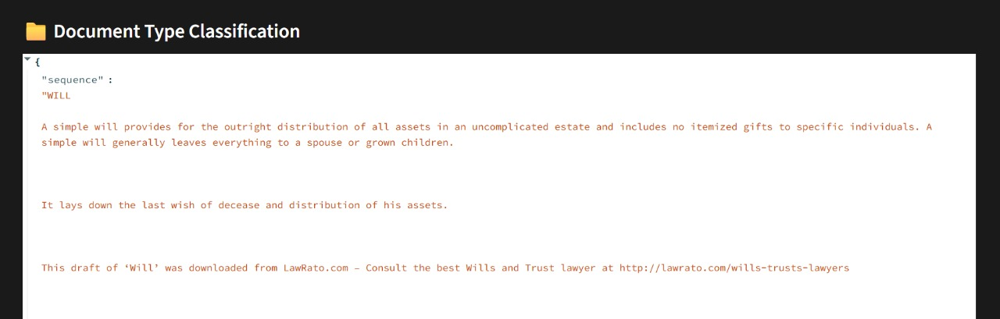 Document Type Classification
{
"sequence" :
"WILL
A simple will provides for the outright distribution of all assets in an uncomplicated estate and includes no itemized gifts to specific individuals. A
simple will generally leaves everything to a spouse or grown children.
It lays down the last wish of decease and distribution of his assets.
This draft of ‘Will’ was downloaded from LawRato.com – Consult the best Wills and Trust lawyer at http://lawrato.com/wills-trusts-lawyers